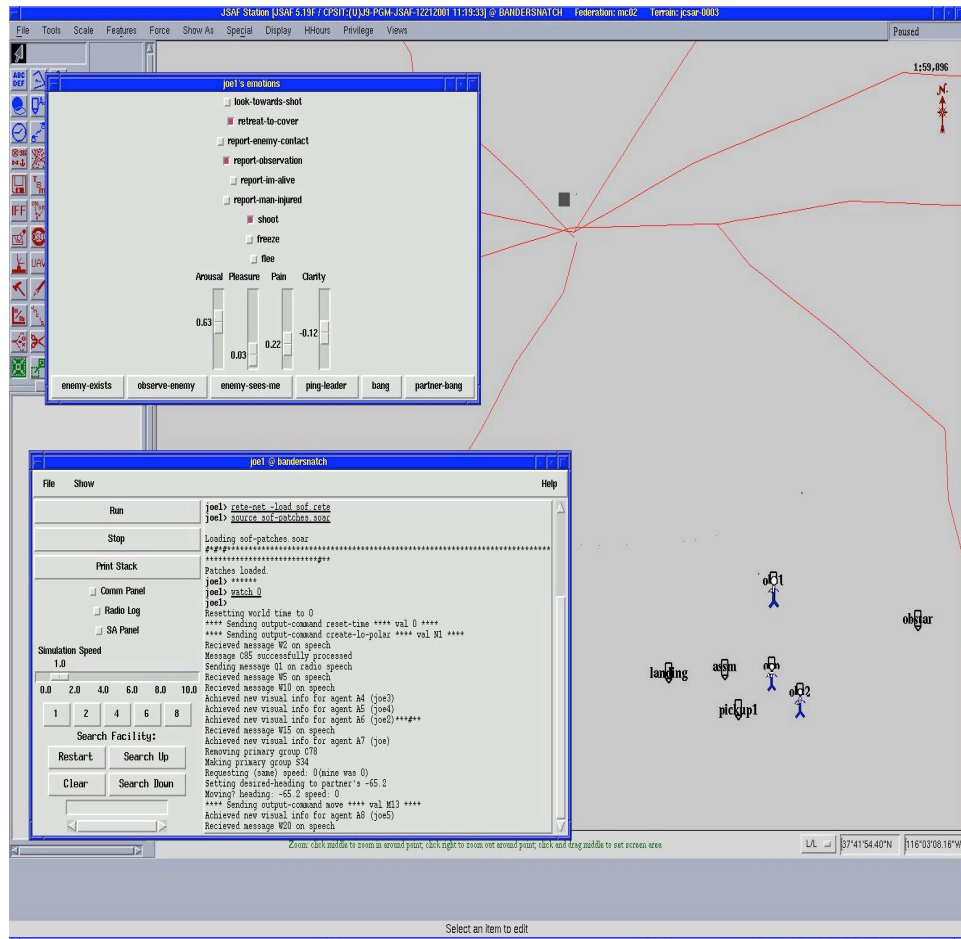 JSAF Station [JSAF 5.19F / CPSIT:(U)J9-PGM-JSAF-12212001 11:19:33] @ BANDERSNATCH Federation: mc02 Terrain: jcsar-0003
File Tools Scale Features Force Show As Special Display HHours Privilege Views
Paused
1:59,896
N
ABC
DEF
IFF
UAV
joe1's emotions
look-towards-shot
retreat-to-cover
report-enemy-contact
report-observation
report-im-alive
report-man-injured
shoot
freeze
flee
Arousal Pleasure Pain Clarity
0.63 0.03 0.22 -0.12
enemy-exists observe-enemy enemy-sees-me ping-leader bang partner-bang
joe1 @ bandersnatch
File Show Help
Run
Stop
Print Stack
Comm Panel
Radio Log
SA Panel
Simulation Speed
1.0
0.0 2.0 4.0 6.0 8.0 10.0
1 2 4 6 8
Search Facility:
Restart Search Up
Clear Search Down
joe1> rete-net -load sof.rete
joe1> source sof-patches.soar
Loading sof-patches.soar
Patches loaded.
joe1> ******
joe1> watch 0
joe1>
Resetting world time to 0
**** Sending output-command reset-time **** val 0 ****
**** Sending output-command create-lo-polar **** val N1 ****
Recieved message W2 on speech
Message C85 successfully processed
Sending message Q1 on radio speech
Recieved message W5 on speech
Recieved message W10 on speech
Achieved new visual info for agent A4 (joe3)
Achieved new visual info for agent A5 (joe4)
Achieved new visual info for agent A6 (joe2)***#**
Recieved message W15 on speech
Achieved new visual info for agent A7 (joe)
Removing primary group C78
Making primary group S34
Requesting (same) speed: 0(mine was 0)
Setting desired-heading to partner's -65.2
Moving? heading: -65.2 speed: 0
**** Sending output-command move **** val M13 ****
Achieved new visual info for agent A8 (joe5)
Recieved message W20 on speech
obstar
landing
assm
pickup1
Zoom: click middle to zoom in around point; click right to zoom out around point; click and drag middle to set screen area
L/L 37°41'54.40"N 116°03'08.16"W
Select an item to edit